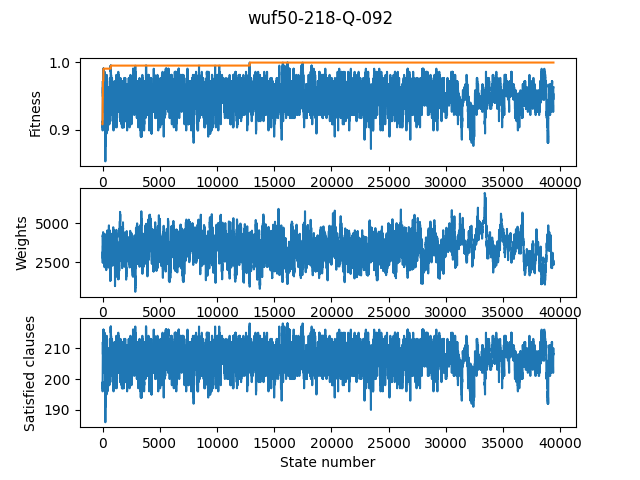 wuf50-218-Q-092
1.0
0.9
Fitness
0 5000 10000 15000 20000 25000 30000 35000 40000
5000
2500
Weights
0 5000 10000 15000 20000 25000 30000 35000 40000
210
200
190
Satisfied clauses
0 5000 10000 15000 20000 25000 30000 35000 40000
State number